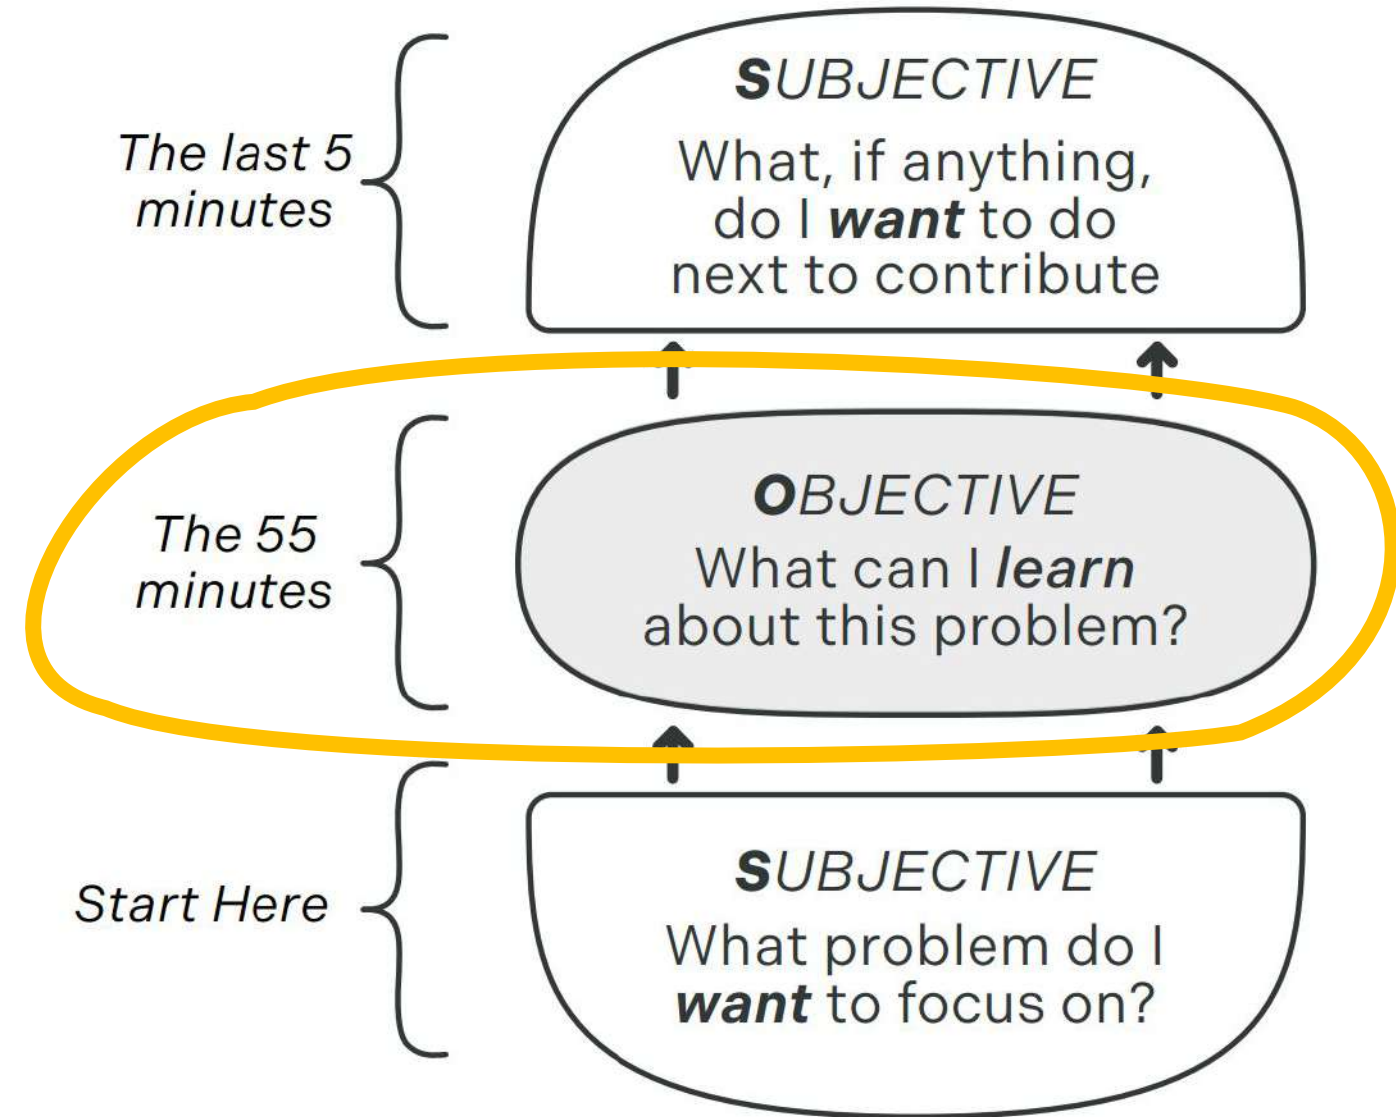 The last 5
minutes
SUBJECTIVE
What, if anything,
do I want to do
next to contribute
The 55
minutes
OBJECTIVE
What can I learn
about this problem?
Start Here
SUBJECTIVE
What problem do I
want to focus on?